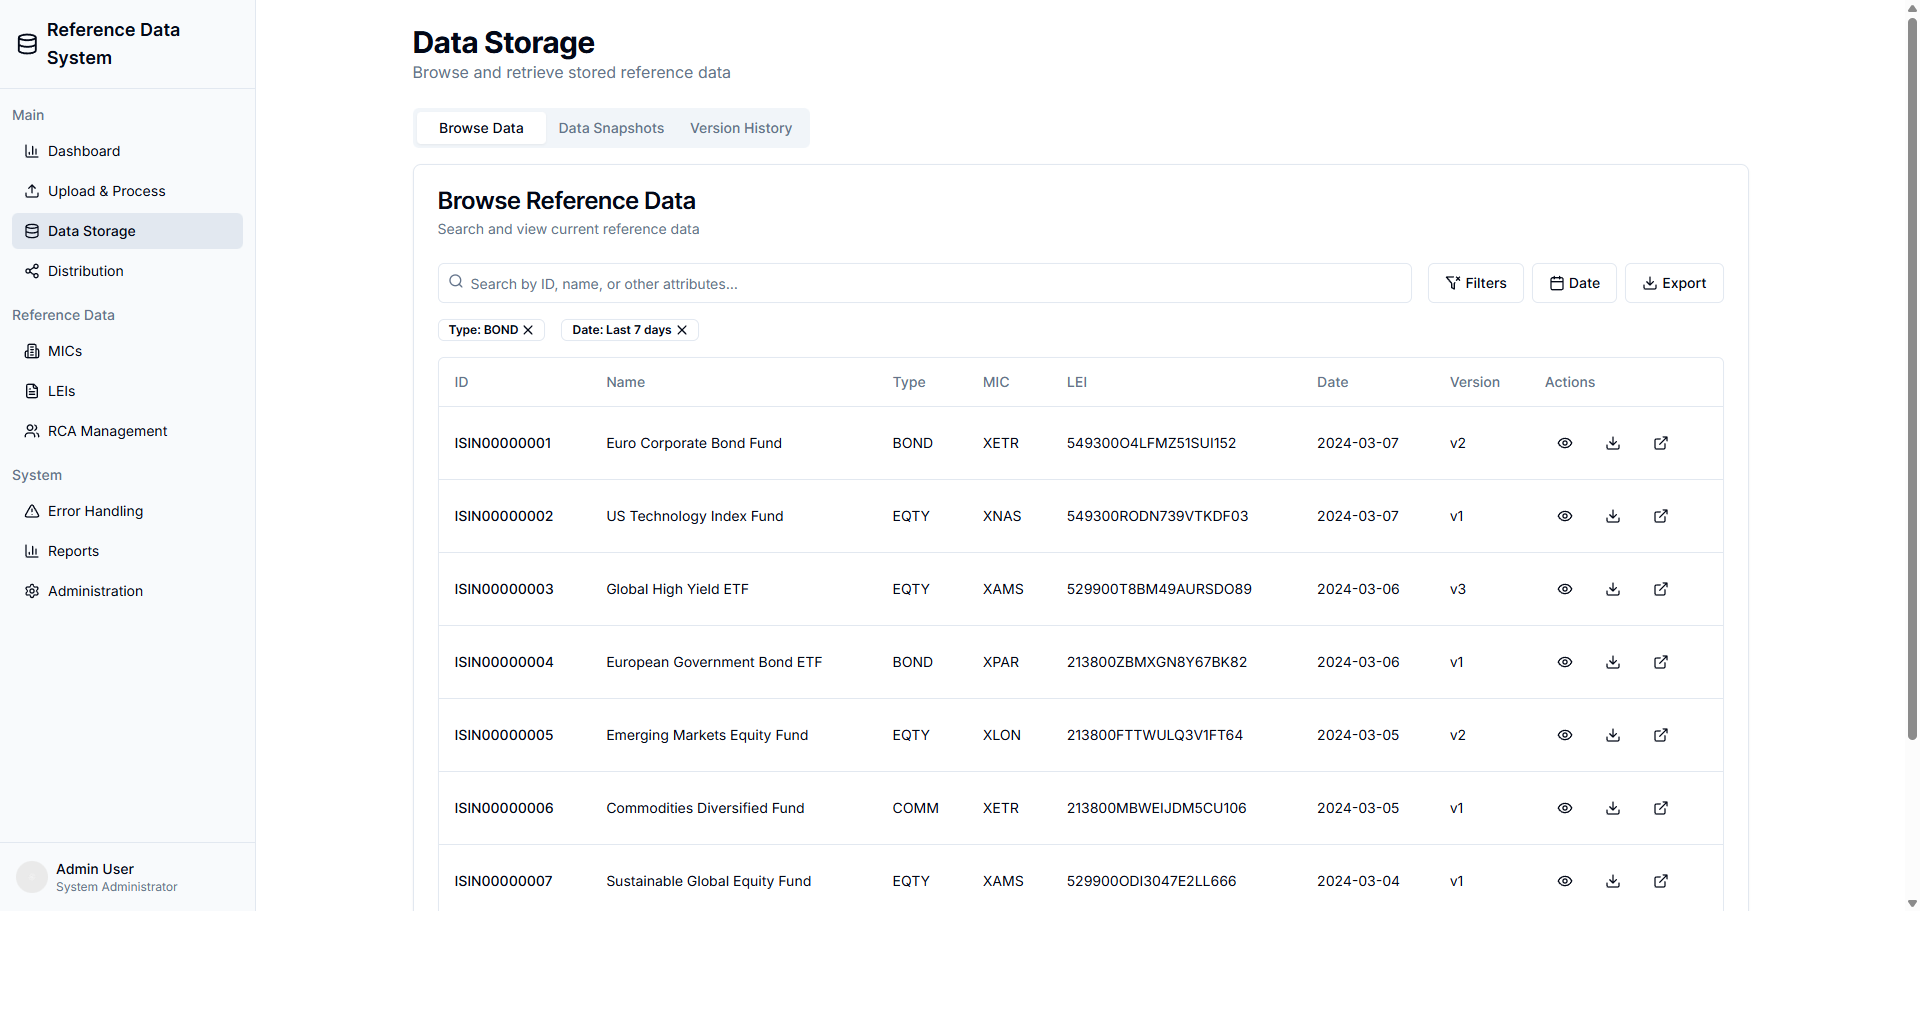 Reference Data
System
Main
Dashboard
Upload & Process
Data Storage
Distribution
Reference Data
MICs
LEIs
RCA Management
System
Error Handling
Reports
Administration
Admin User
System Administrator
Data Storage
Browse and retrieve stored reference data
Browse Data Data Snapshots Version History
Browse Reference Data
Search and view current reference data
Search by ID, name, or other attributes... Filters Date Export
Type: BOND Date: Last 7 days
ID Name Type MIC LEI Date Version Actions
ISIN00000001 Euro Corporate Bond Fund BOND XETR 549300O4LFMZ51SUI152 2024-03-07 v2
ISIN00000002 US Technology Index Fund EQTY XNAS 549300RODN739VTKDF03 2024-03-07 v1
ISIN00000003 Global High Yield ETF EQTY XAMS 529900T8BM49AURSDO89 2024-03-06 v3
ISIN00000004 European Government Bond ETF BOND XPAR 213800ZBMXGN8Y67BK82 2024-03-06 v1
ISIN00000005 Emerging Markets Equity Fund EQTY XLON 213800FTTWULQ3V1FT64 2024-03-05 v2
ISIN00000006 Commodities Diversified Fund COMM XETR 213800MBWEIJDM5CU106 2024-03-05 v1
ISIN00000007 Sustainable Global Equity Fund EQTY XAMS 529900ODI3047E2LL666 2024-03-04 v1